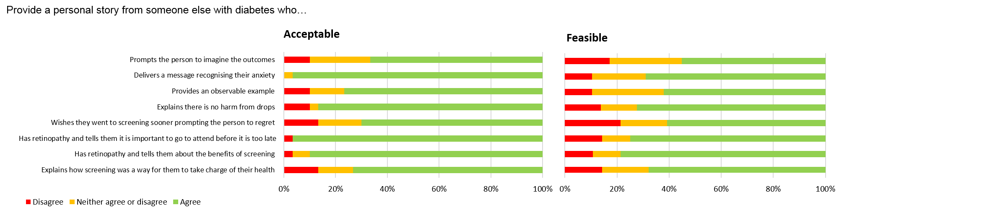 Provide a personal story from someone else with diabetes who…
Acceptable
Feasible
Prompts the person to imagine the outcomes
Delivers a message recognising their anxiety
Provides an observable example
Explains there is no harm from drops
Wishes they went to screening sooner prompting the person to regret
Has retinopathy and tells them it is important to go to attend before it is too late
Has retinopathy and tells them about the benefits of screening
Explains how screening was a way for them to take charge of their health
0% 20% 40% 60% 80% 100%
0% 20% 40% 60% 80% 100%
Disagree Neither agree or disagree Agree